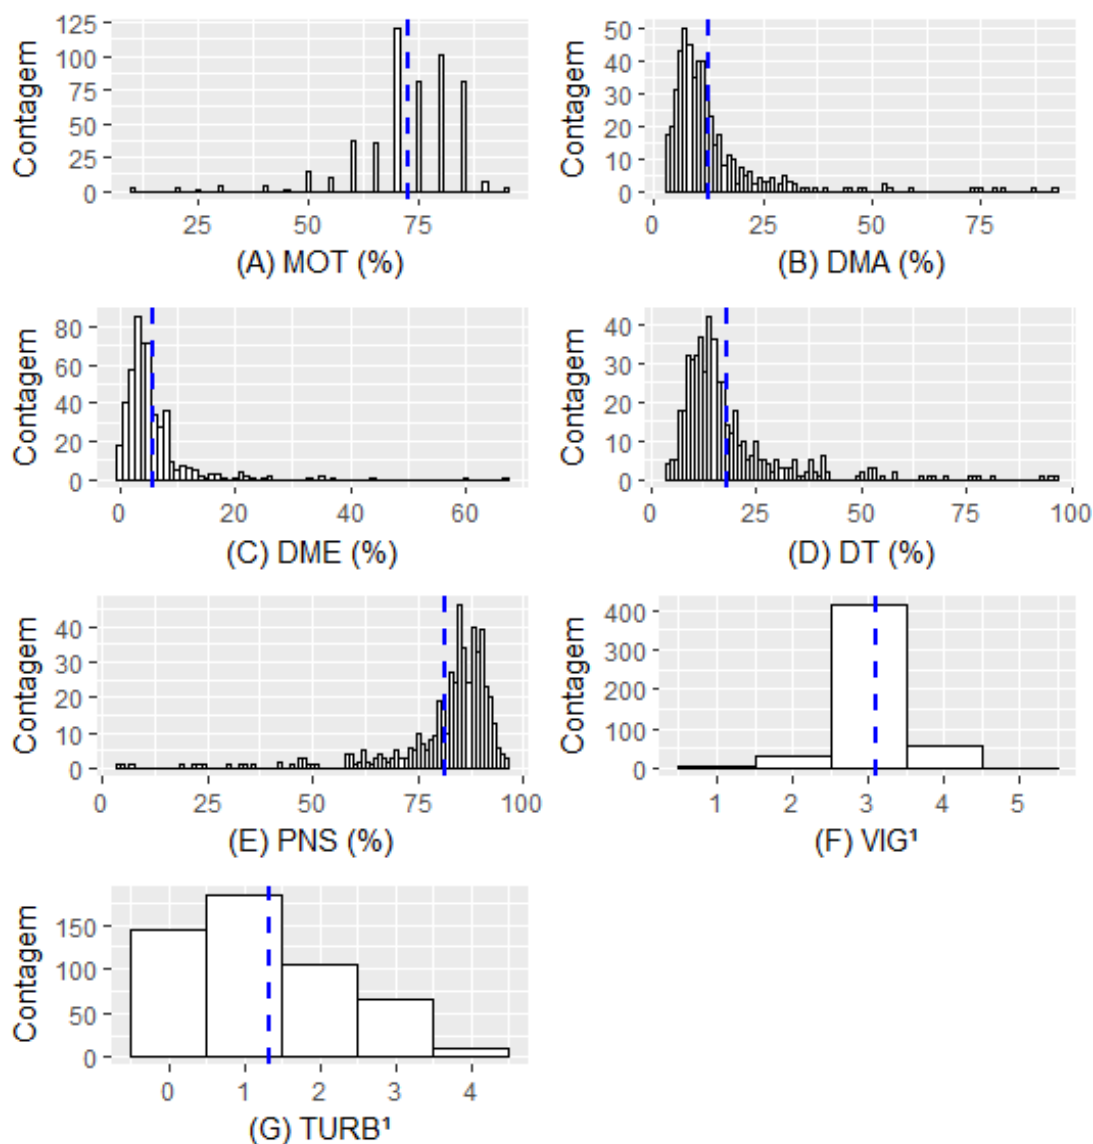 Contagem
125
100
75
50
25
0
25 50 75
(A) MOT (%)
Contagem
50
40
30
20
10
0
0 25 50 75
(B) DMA (%)
Contagem
80
60
40
20
0
0 20 40 60
(C) DME (%)
Contagem
40
30
20
10
0
0 25 50 75 100
(D) DT (%)
Contagem
40
30
20
10
0
0 25 50 75 100
(E) PNS (%)
Contagem
400
300
200
100
0
1 2 3 4 5
(F) VIG¹
Contagem
150
100
50
0
0 1 2 3 4
(G) TURB¹